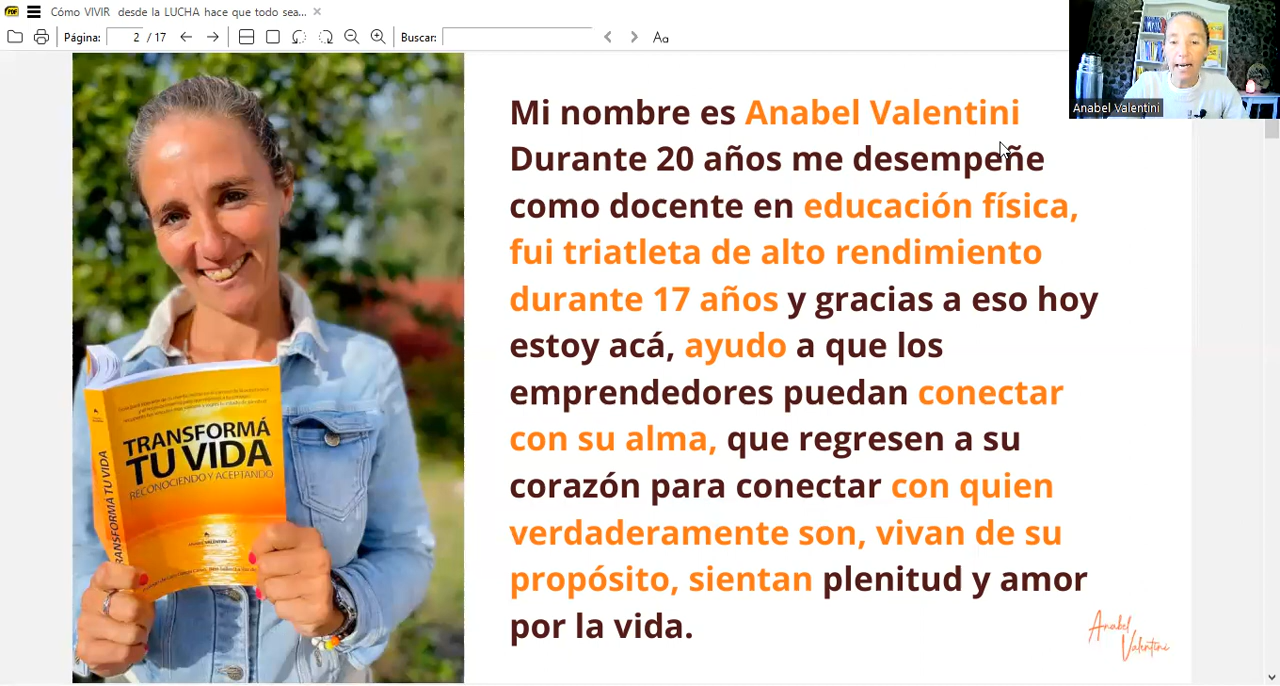 Cómo VIVIR desde la LUCHA hace que todo sea...
Página: 2 / 17
Buscar:
Aa
Anabel Valentini
Mi nombre es Anabel Valentini
Durante 20 años me desempeñe
como docente en educación física,
fui triatleta de alto rendimiento
durante 17 años y gracias a eso hoy
estoy acá, ayudo a que los
emprendedores puedan conectar
con su alma, que regresen a su
corazón para conectar con quien
verdaderamente son, vivan de su
propósito, sientan plenitud y amor
por la vida.
TRANSFORMÁ
TU VIDA
RECONOCIENDO Y ACEPTANDO
TRANSFORMÁ TU VIDA
Anabel
Valentini